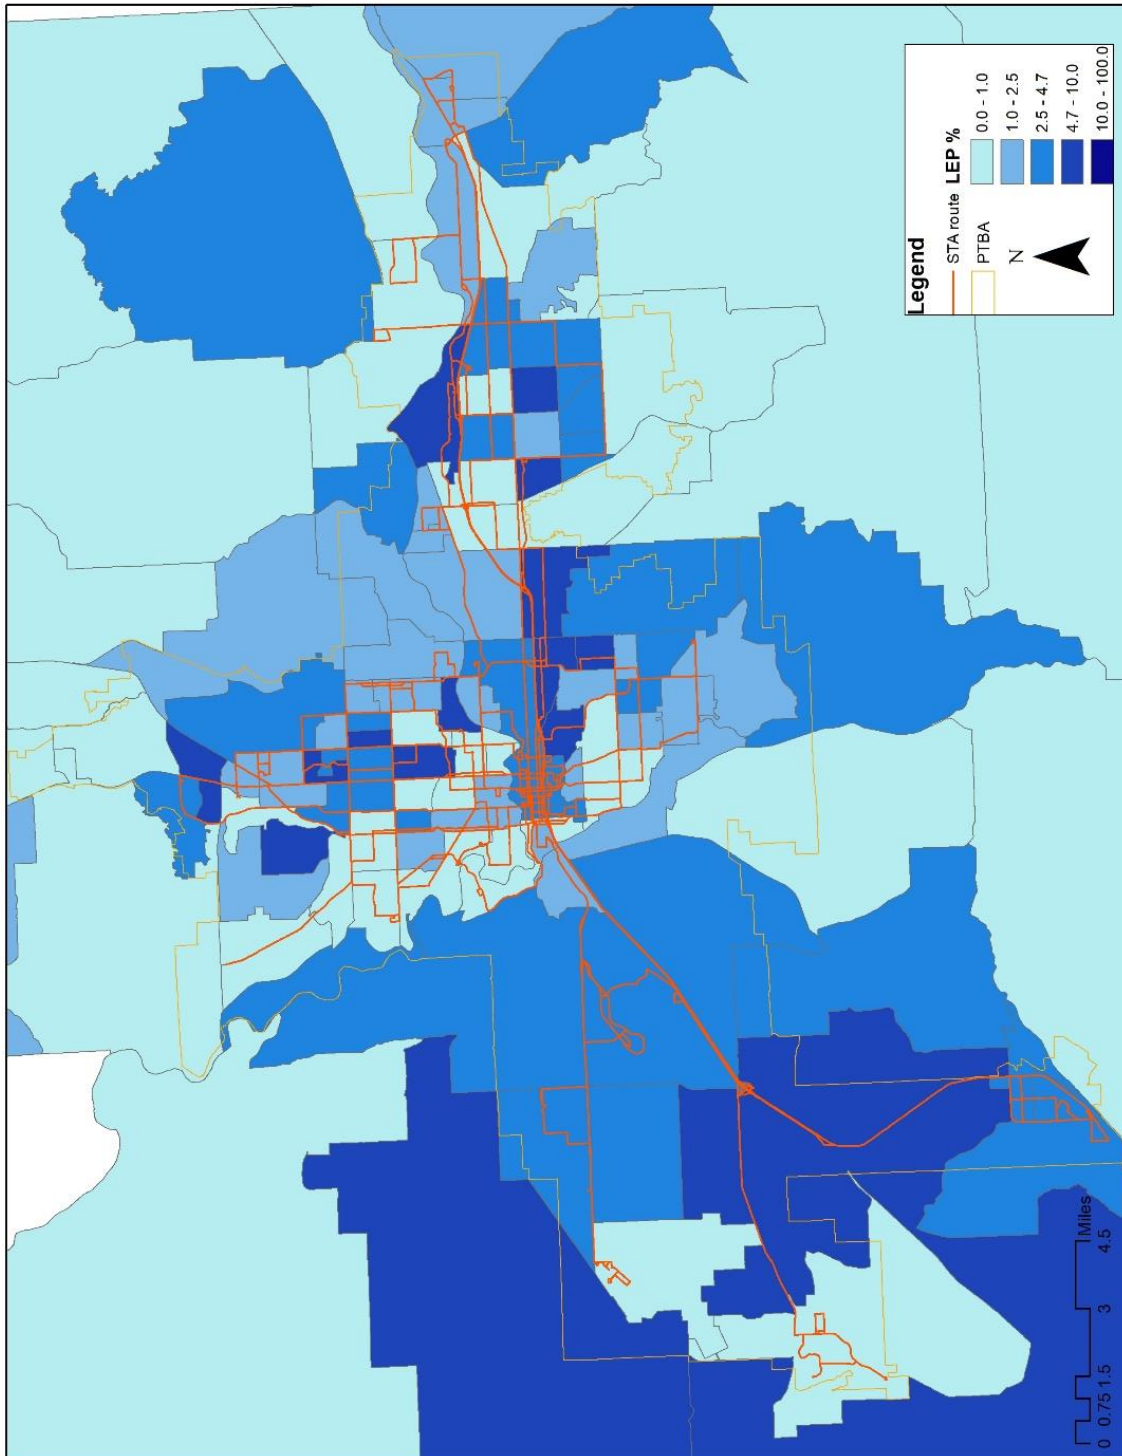 Legend
STA route
PTBA
N
LEP %
0.0 - 1.0
1.0 - 2.5
2.5 - 4.7
4.7 - 10.0
10.0 - 100.0
Miles
0 0.75 1.5 3 4.5